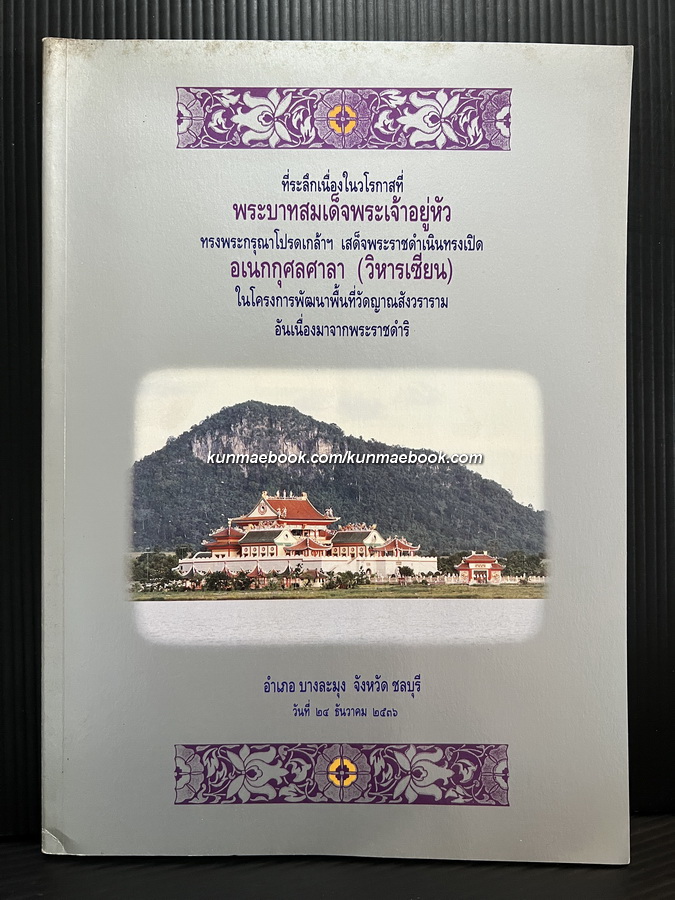 ที่ระลึกเนื่องในวโรกาสที่
พระบาทสมเด็จพระเจ้าอยู่หัว
ทรงพระกรุณาโปรดเกล้าฯ เสด็จพระราชดำเนินทรงเปิด
อเนกกุศลศาลา (วิหารเซียน)
ในโครงการพัฒนาพื้นที่วัดญาณสังวราราม
อันเนื่องมาจากพระราชดำริ
kunmaebook.com/kunmaebook.com
อำเภอ บางละมุง จังหวัด ชลบุรี
วันที่ ๒๔ ธันวาคม ๒๕๓๖